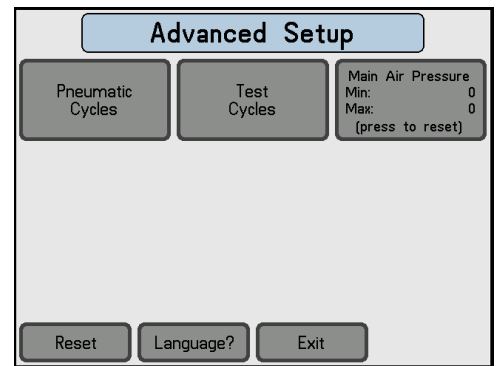 Advanced Setup
Pneumatic
Cycles
Test
Cycles
Main Air Pressure
Min: 0
Max: 0
(press to reset)
Reset
Language?
Exit